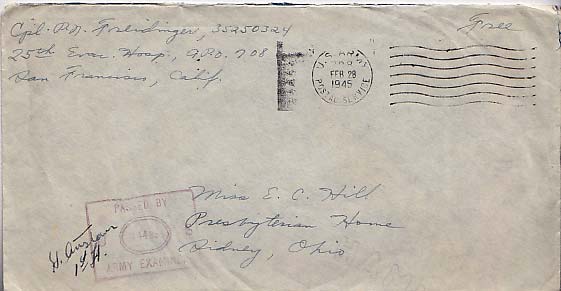 Cpl. R.N. Freidinger, 35250324
25th Evac. Hosp., A.P.O. 708
San Francisco, Calif.
Free
FEB 28
1945
POSTAL SERVICE
Miss E. C. Hill
Presbyterian Home
Sidney, Ohio
PASSED BY
ARMY EXAMINER